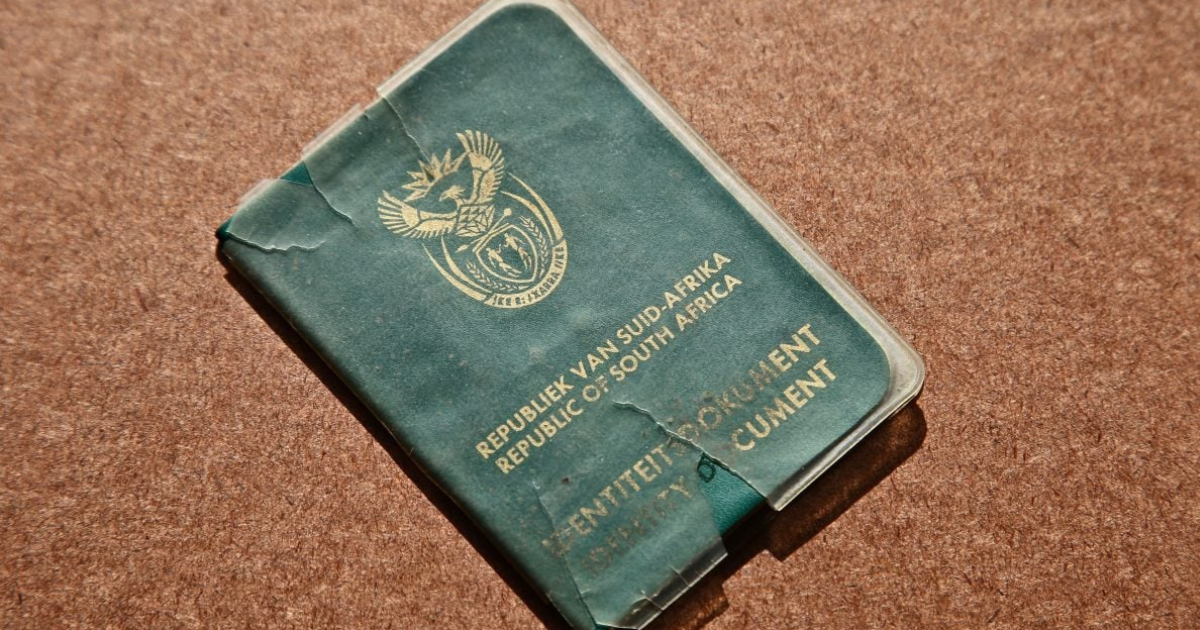 REPUBLIEK VAN SUID-AFRIKA
REPUBLIC OF SOUTH AFRICA
IDENTITEITSDOKUMENT
IDENTITY DOCUMENT